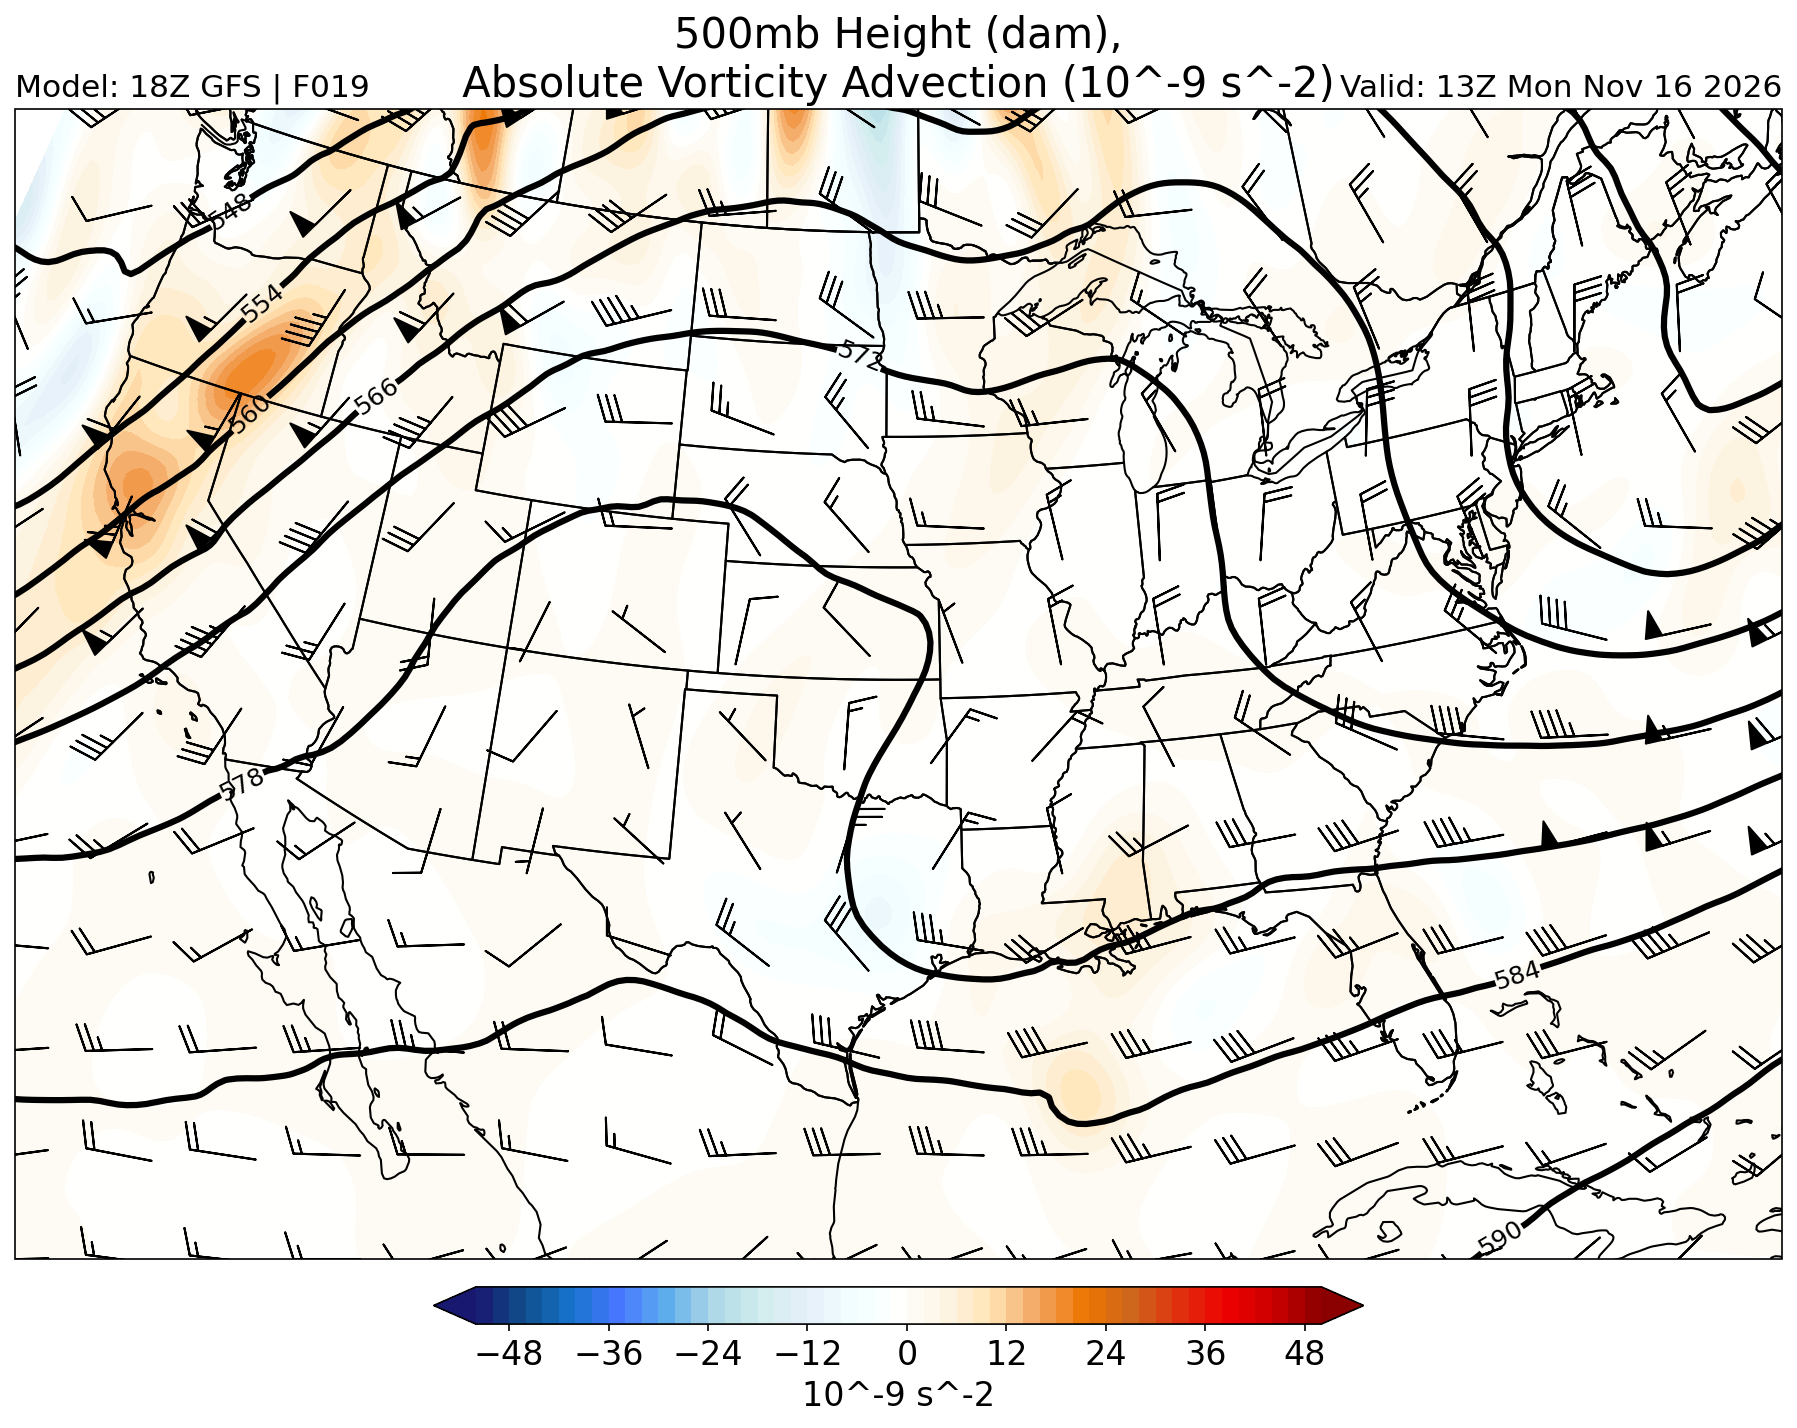 500mb Height (dam),
Model: 18Z GFS | F019
Absolute Vorticity Advection (10^-9 s^-2)
Valid: 13Z Mon Nov 16 2026
548
554
572
560
566
578
584
590
−48 −36 −24 −12 0 12 24 36 48
10^-9 s^-2